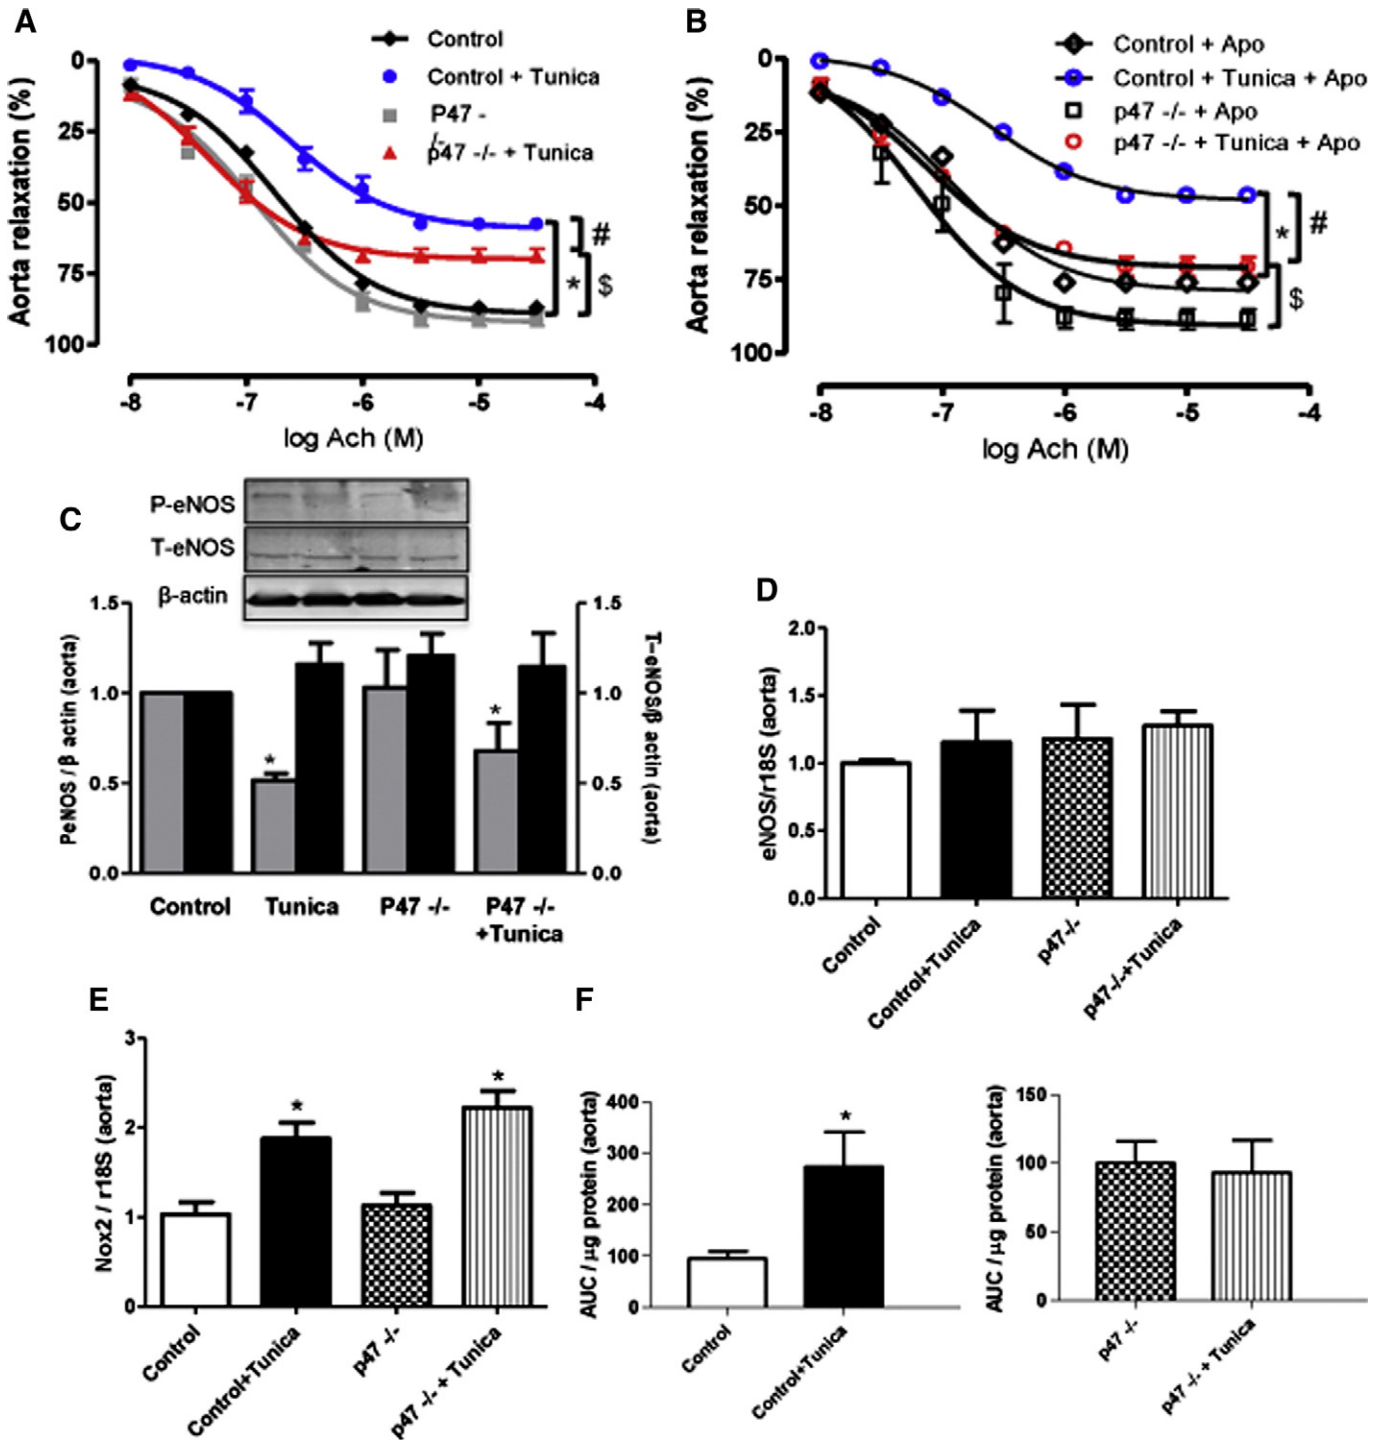 A
Control
Control + Tunica
P47 -
/-
p47 -/- + Tunica
Aorta relaxation (%)
0
25
50
75
100
#
*
$
-8
-7
-6
-5
-4
log Ach (M)
B
Control + Apo
Control + Tunica + Apo
p47 -/- + Apo
p47 -/- + Tunica + Apo
Aorta relaxation (%)
0
25
50
75
100
*
#
$
-8
-7
-6
-5
-4
log Ach (M)
C
P-eNOS
T-eNOS
β-actin
PeNOS / β actin (aorta)
1.5
1.0
0.5
0.0
*
*
1.5
1.0
0.5
0.0
T-eNOS/β actin (aorta)
Control
Tunica
P47 -/-
P47 -/-
+Tunica
D
eNOS/r18S (aorta)
2.0
1.5
1.0
0.5
0.0
Control
Control+Tunica
p47-/-
p47-/-+Tunica
E
Nox2 / r18S (aorta)
3
2
1
0
*
*
Control
Control+Tunica
p47 -/-
p47 -/- + Tunica
F
AUC / µg protein (aorta)
400
300
200
100
0
*
Control
Control+Tunica
AUC / µg protein (aorta)
150
100
50
0
p47 -/-
p47 -/- + Tunica